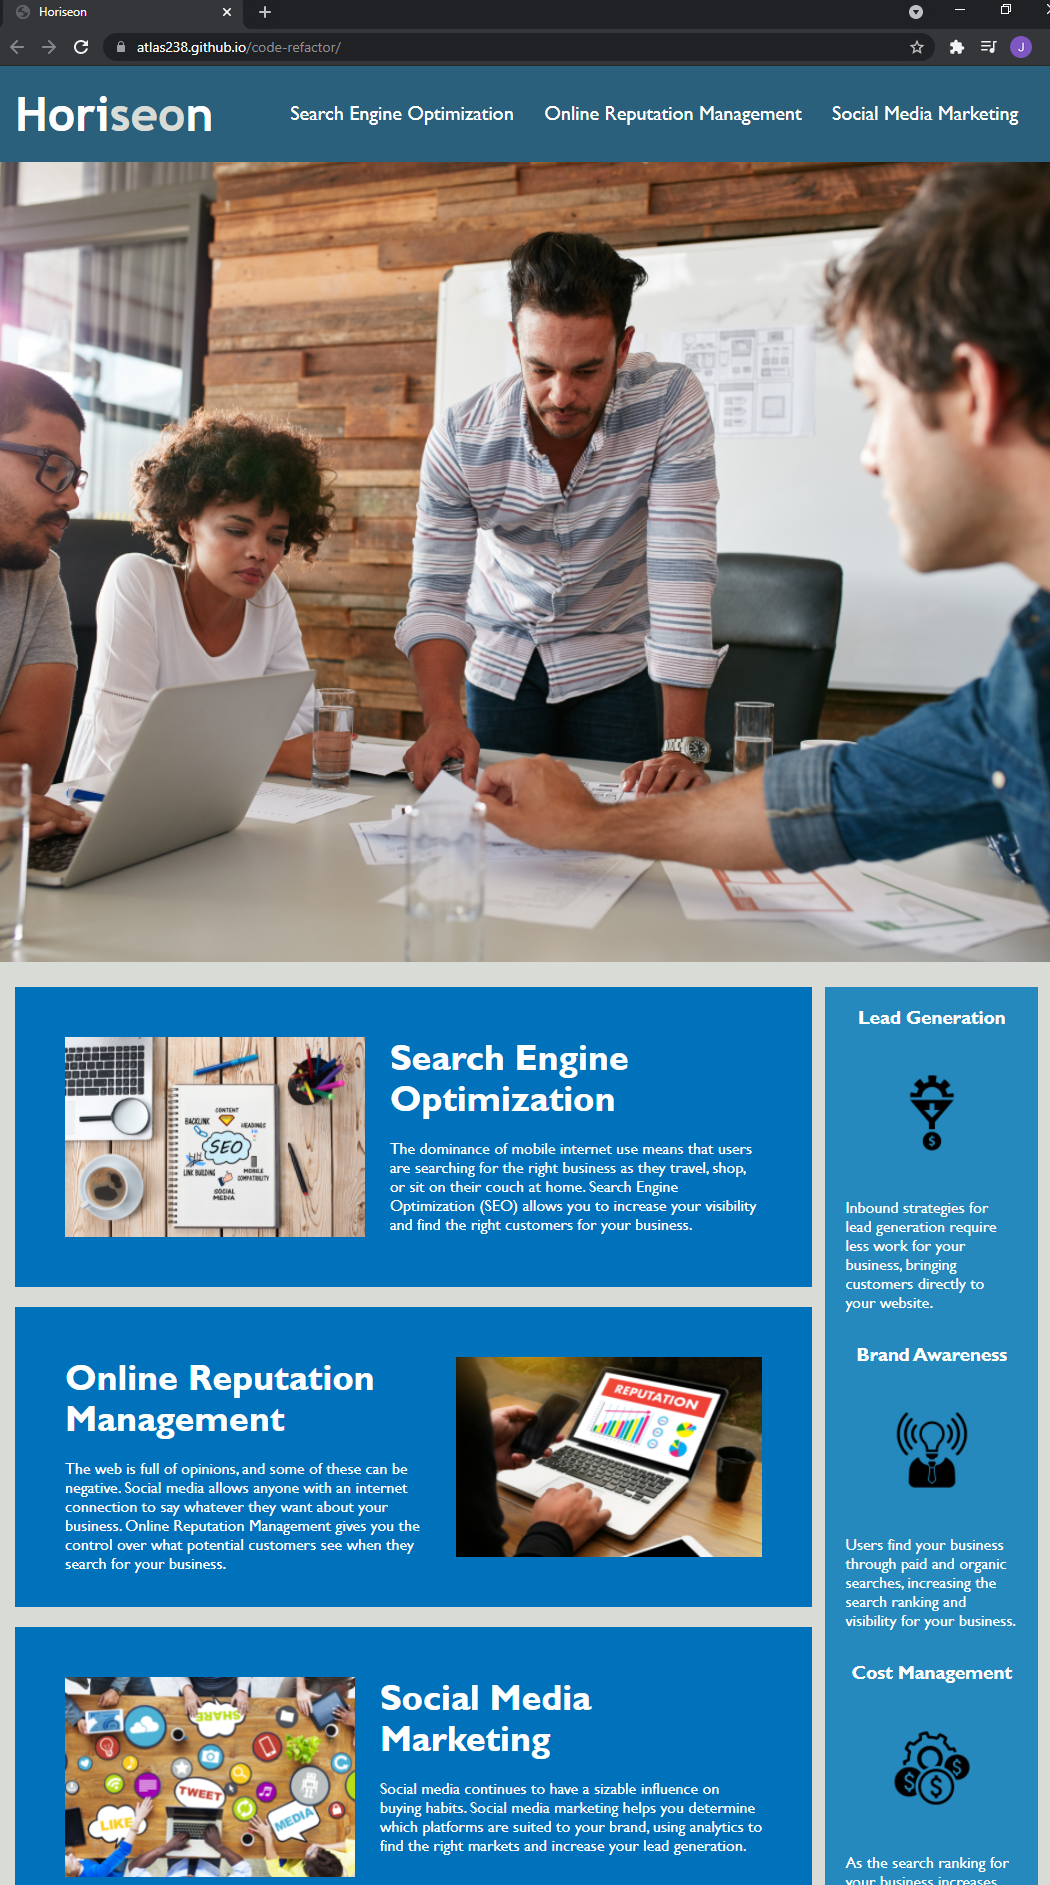 Horiseon
atlas238.github.io/code-refactor/
J
Horiseon
Search Engine Optimization
Online Reputation Management
Social Media Marketing
Search Engine
Optimization
The dominance of mobile internet use means that users
are searching for the right business as they travel, shop,
or sit on their couch at home. Search Engine
Optimization (SEO) allows you to increase your visibility
and find the right customers for your business.
CONTENT
BACKLINK
HEADINGS
SEO
LINK BUILDING
MOBILE
COMPATIBILITY
SOCIAL
MEDIA
Online Reputation
Management
The web is full of opinions, and some of these can be
negative. Social media allows anyone with an internet
connection to say whatever they want about your
business. Online Reputation Management gives you the
control over what potential customers see when they
search for your business.
REPUTATION
Social Media
Marketing
Social media continues to have a sizable influence on
buying habits. Social media marketing helps you determine
which platforms are suited to your brand, using analytics to
find the right markets and increase your lead generation.
SHARE
TWEET
LIKE
MEDIA
Lead Generation
$
Inbound strategies for
lead generation require
less work for your
business, bringing
customers directly to
your website.
Brand Awareness
Users find your business
through paid and organic
searches, increasing the
search ranking and
visibility for your business.
Cost Management
$ $ $
As the search ranking for
your business increases